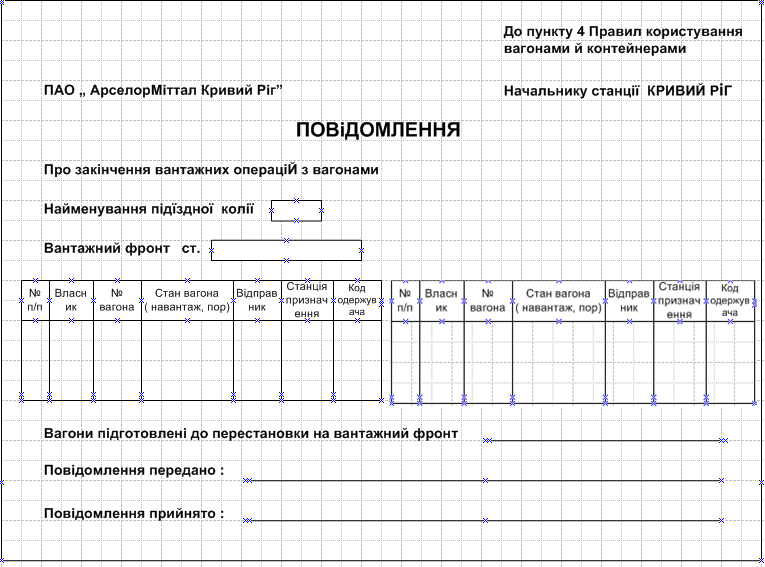 До пункту 4 Правил користування
вагонами й контейнерами
ПАО „ АрселорМіттал Кривий Ріг”
Начальнику станції КРИВИЙ РіГ
ПОВіДОМЛЕННЯ
Про закінчення вантажних операціЙ з вагонами
Найменування підїздної колії
Вантажний фронт ст.
№ п/п
Власн ик
№ вагона
Стан вагона ( навантаж, пор)
Відправ ник
Станція признач ення
Код одержув ача
№ п/п
Власн ик
№ вагона
Стан вагона ( навантаж, пор)
Відправ ник
Станція признач ення
Код одержув ача
Вагони підготовлені до перестановки на вантажний фронт
Повідомлення передано :
Повідомлення прийнято :